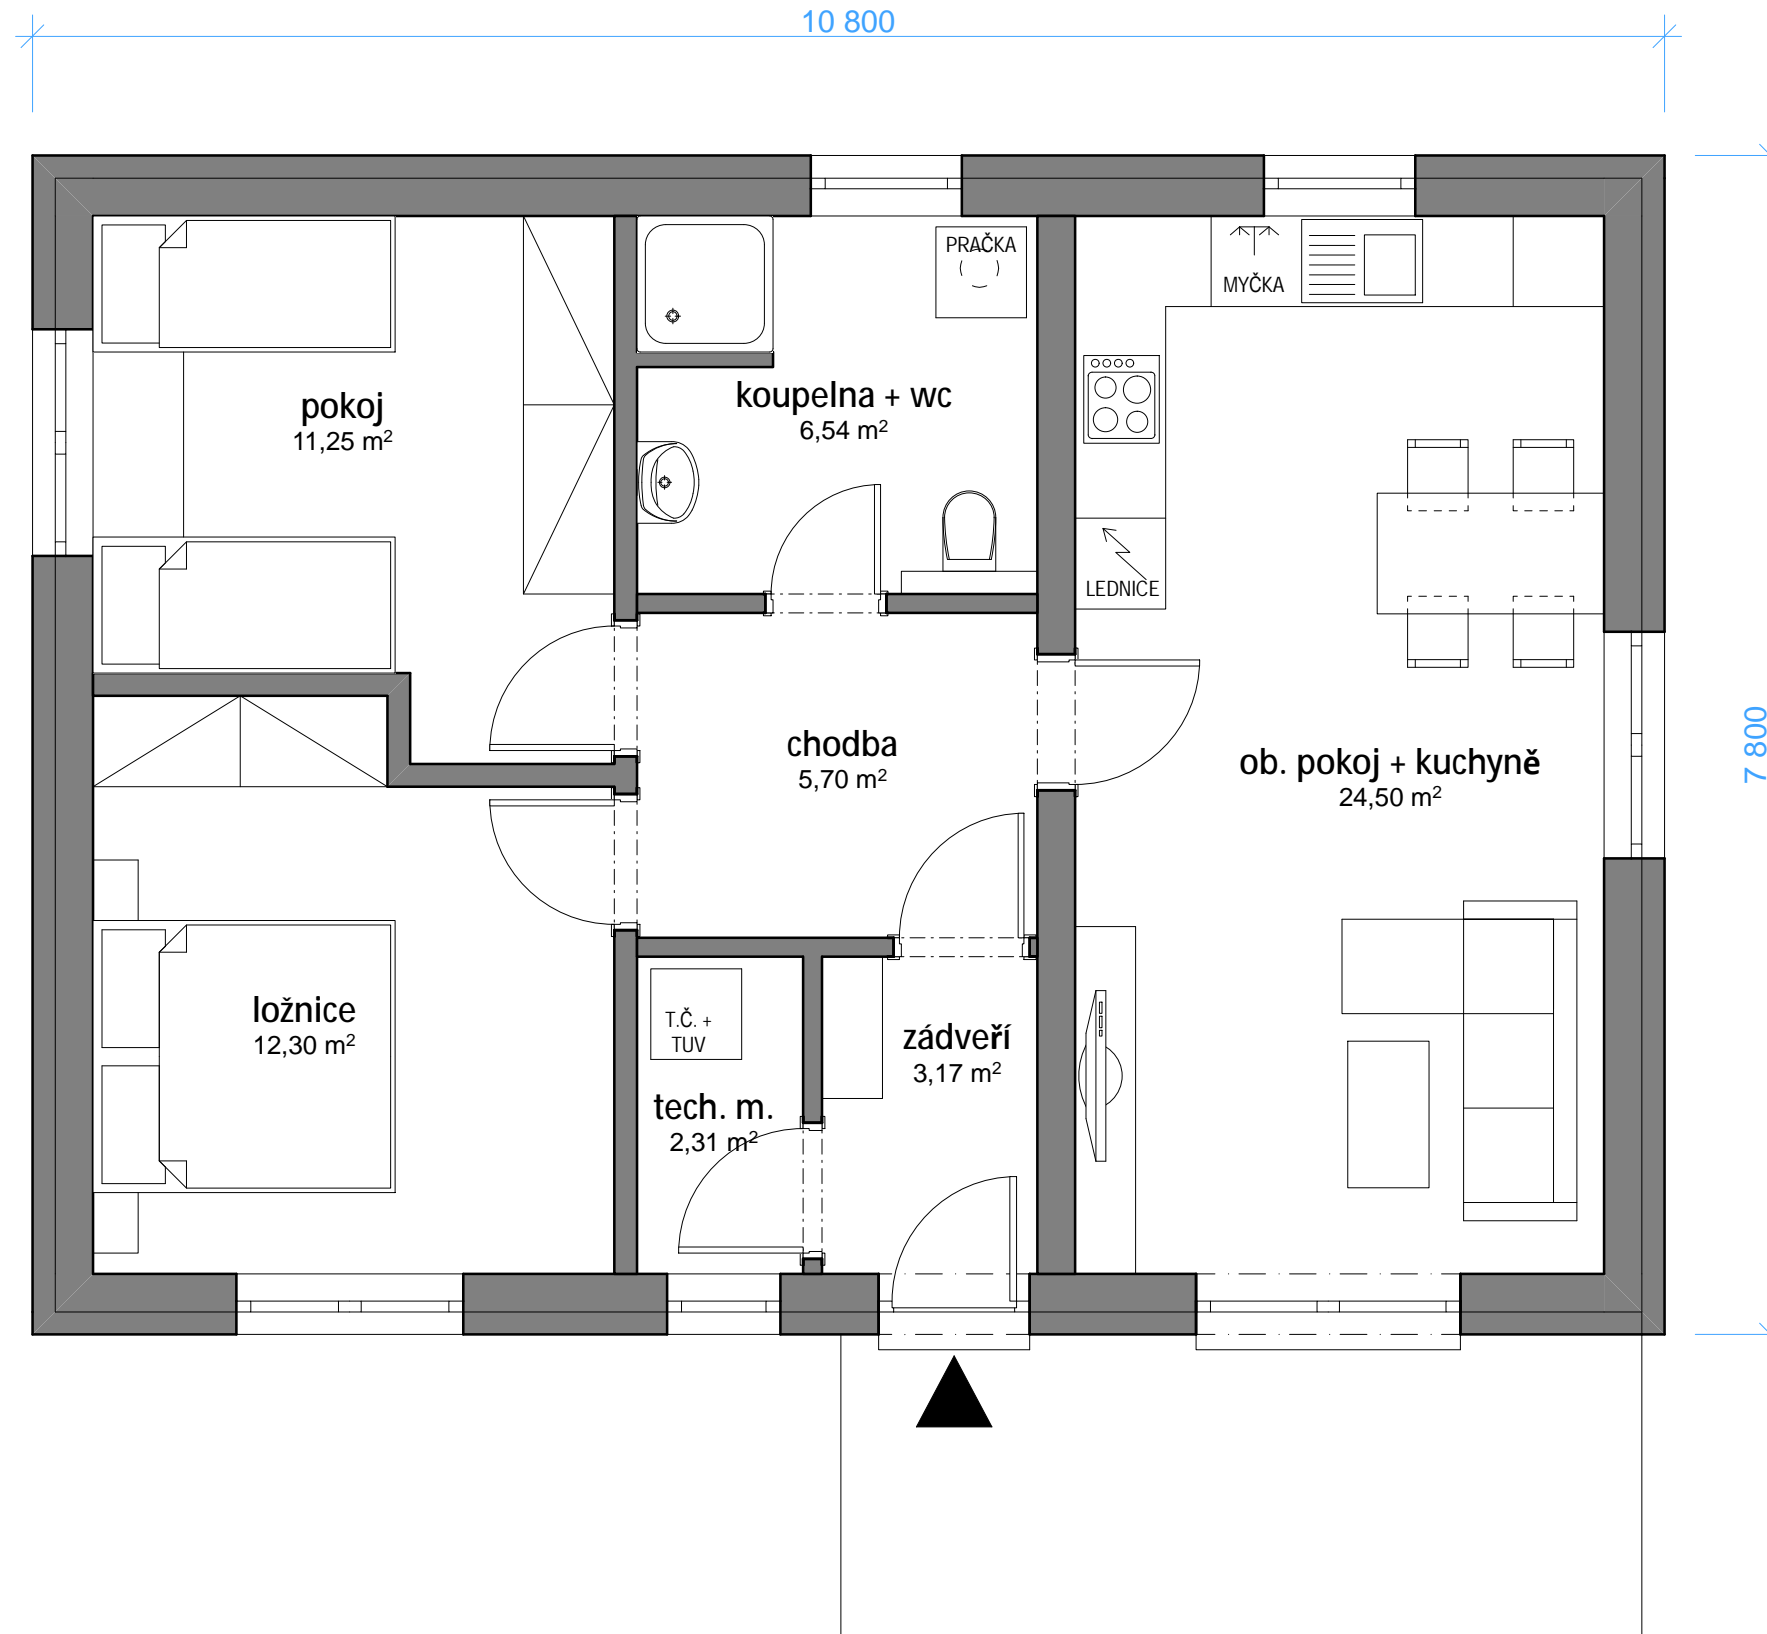 10 800
PRAČKA
MYČKA
pokoj
11,25 m²
koupelna + wc
6,54 m²
LEDNICE
chodba
5,70 m²
ob. pokoj + kuchyně
24,50 m²
7 800
ložnice
12,30 m²
T.Č. +
TUV
zádveří
3,17 m²
tech. m.
2,31 m²